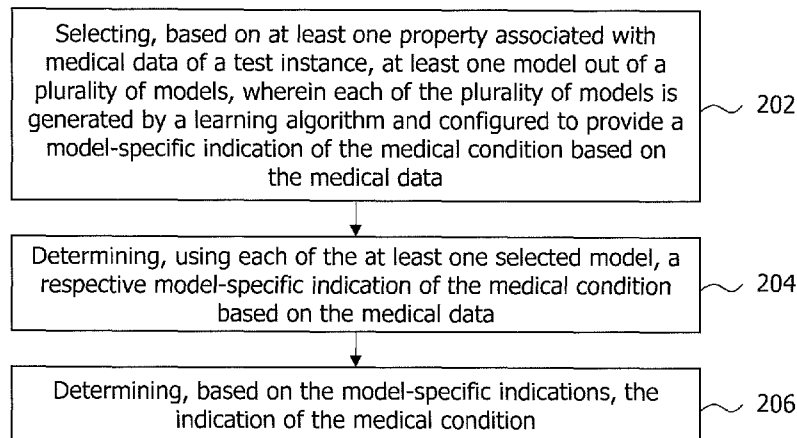 Selecting, based on at least one property associated with
medical data of a test instance, at least one model out of a
plurality of models, wherein each of the plurality of models is
generated by a learning algorithm and configured to provide a
model-specific indication of the medical condition based on
the medical data
202
Determining, using each of the at least one selected model, a
respective model-specific indication of the medical condition
based on the medical data
204
Determining, based on the model-specific indications, the
indication of the medical condition
206